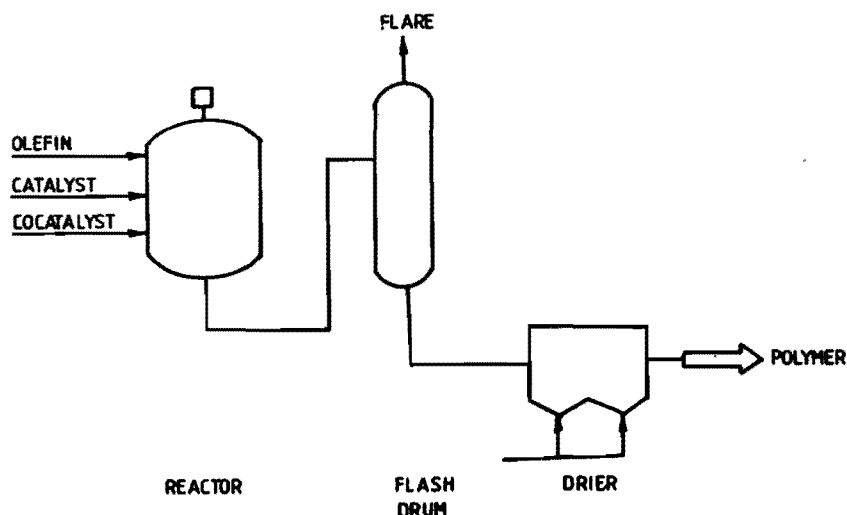 FLARE
OLEFIN
CATALYST
COCATALYST
POLYMER
REACTOR
FLASH
DRUM
DRIER